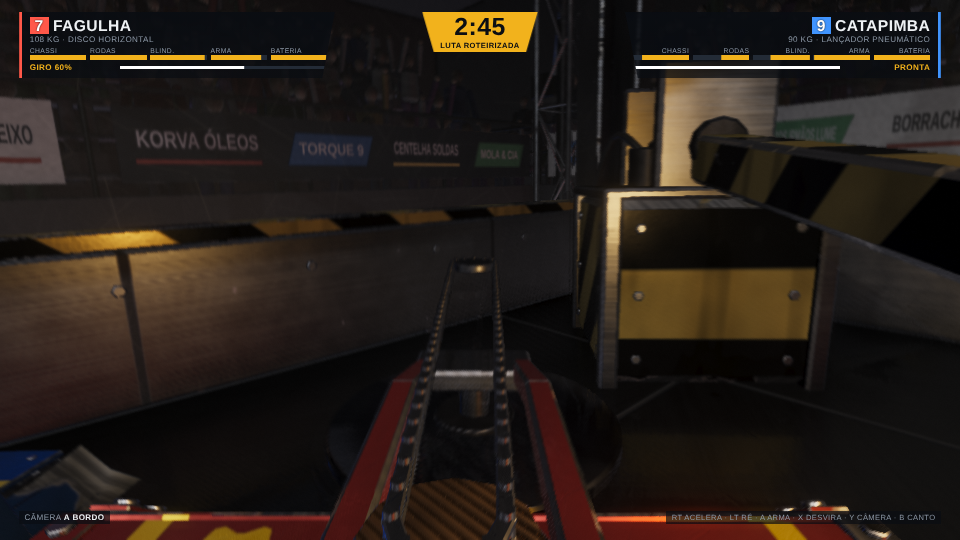 7 FAGULHA
108 KG · DISCO HORIZONTAL
CHASSI RODAS BLIND. ARMA BATERIA
GIRO 60%
2:45
LUTA ROTEIRIZADA
9 CATAPIMBA
90 KG · LANÇADOR PNEUMÁTICO
CHASSI RODAS BLIND. ARMA BATERIA
PRONTA
EIXO
KORVA ÓLEOS
TORQUE 9
CENTELHA SOLDAS
MOLA & CIA
BORRACH
CÂMERA A BORDO
RT ACELERA · LT RÉ · A ARMA · X DESVIRA · Y CÂMERA · B CANTO